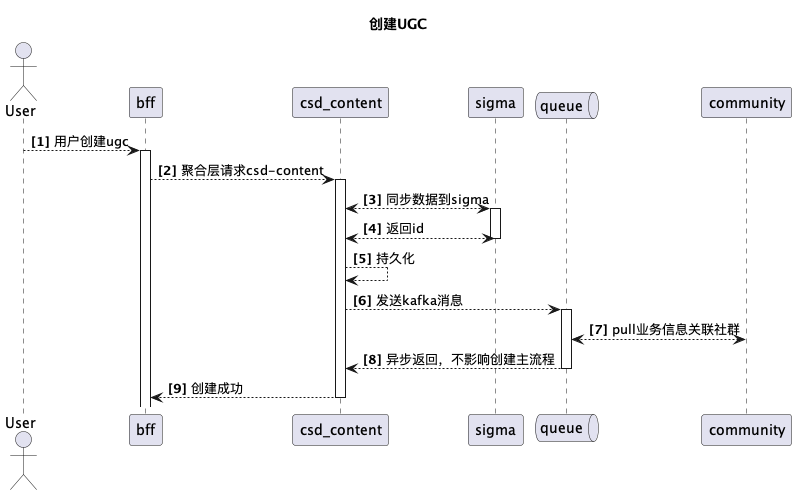 创建UGC
User
bff
csd_content
sigma
queue
community
[1] 用户创建ugc
[2] 聚合层请求csd-content
[3] 同步数据到sigma
[4] 返回id
[5] 持久化
[6] 发送kafka消息
[7] pull业务信息关联社群
[8] 异步返回，不影响创建主流程
[9] 创建成功
User
bff
csd_content
sigma
queue
community